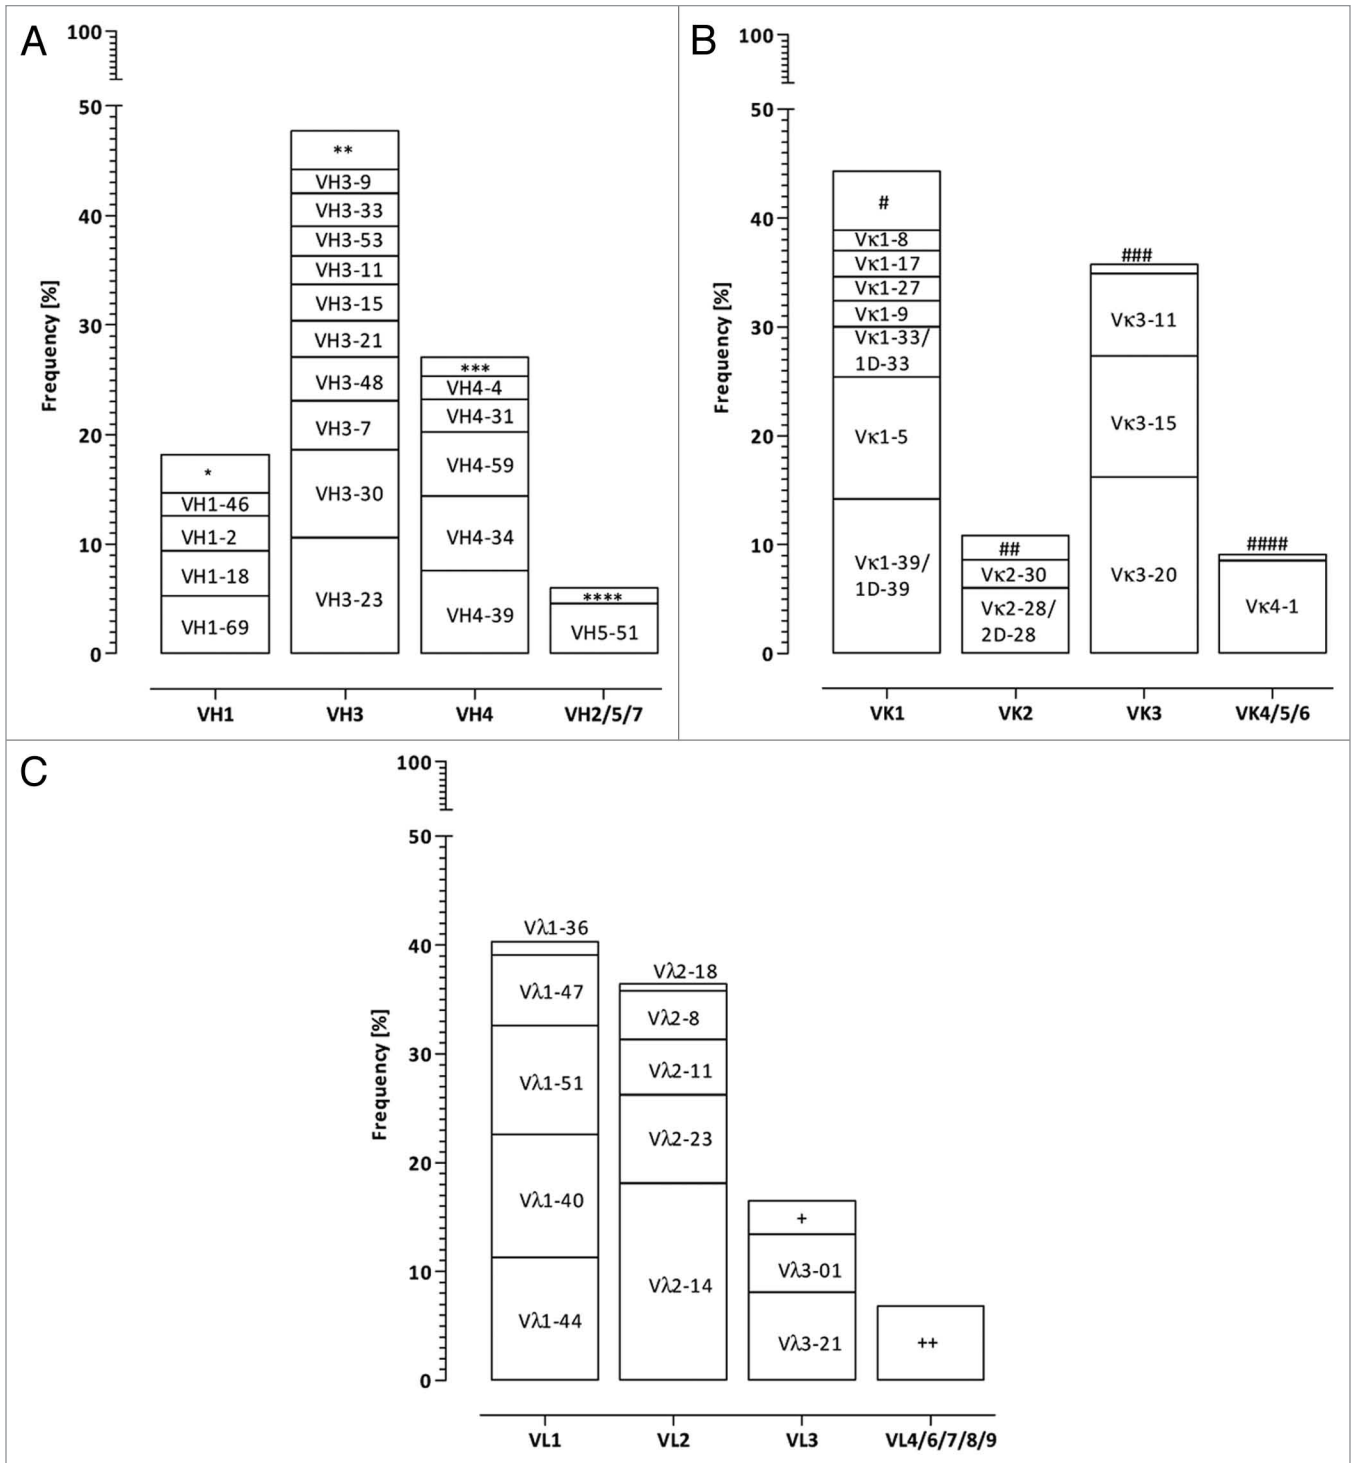 A
100
50
40
30
20
10
0
Frequency [%]
*
VH1-46
VH1-2
VH1-18
VH1-69
**
VH3-9
VH3-33
VH3-53
VH3-11
VH3-15
VH3-21
VH3-48
VH3-7
VH3-30
VH3-23
***
VH4-4
VH4-31
VH4-59
VH4-34
VH4-39
****
VH5-51
VH1
VH3
VH4
VH2/5/7
B
100
50
40
30
20
10
0
Frequency [%]
#
Vκ1-8
Vκ1-17
Vκ1-27
Vκ1-9
Vκ1-33/
1D-33
Vκ1-5
Vκ1-39/
1D-39
##
Vκ2-30
Vκ2-28/
2D-28
###
Vκ3-11
Vκ3-15
Vκ3-20
####
Vκ4-1
VK1
VK2
VK3
VK4/5/6
C
100
50
40
30
20
10
0
Frequency [%]
Vλ1-36
Vλ1-47
Vλ1-51
Vλ1-40
Vλ1-44
Vλ2-18
Vλ2-8
Vλ2-11
Vλ2-23
Vλ2-14
+
Vλ3-01
Vλ3-21
++
VL1
VL2
VL3
VL4/6/7/8/9